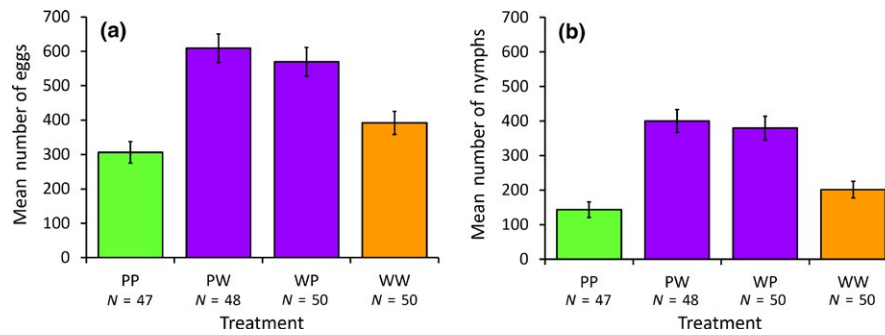 (a)
Mean number of eggs
700
600
500
400
300
200
100
0
PP PW WP WW
N = 47 N = 48 N = 50 N = 50
Treatment
(b)
Mean number of nymphs
700
600
500
400
300
200
100
0
PP PW WP WW
N = 47 N = 48 N = 50 N = 50
Treatment